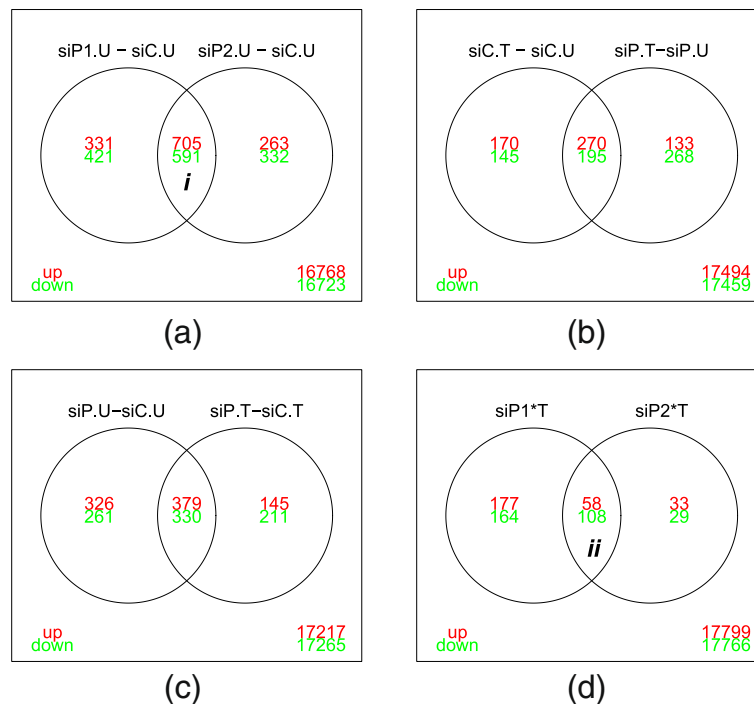 siP1.U − siC.U siP2.U − siC.U
331 705 263
421 591 332
i
up 16768
down 16723
(a)
siC.T − siC.U siP.T−siP.U
170 270 133
145 195 268
up 17494
down 17459
(b)
siP.U−siC.U siP.T−siC.T
326 379 145
261 330 211
up 17217
down 17265
(c)
siP1*T siP2*T
177 58 33
164 108 29
ii
up 17799
down 17766
(d)